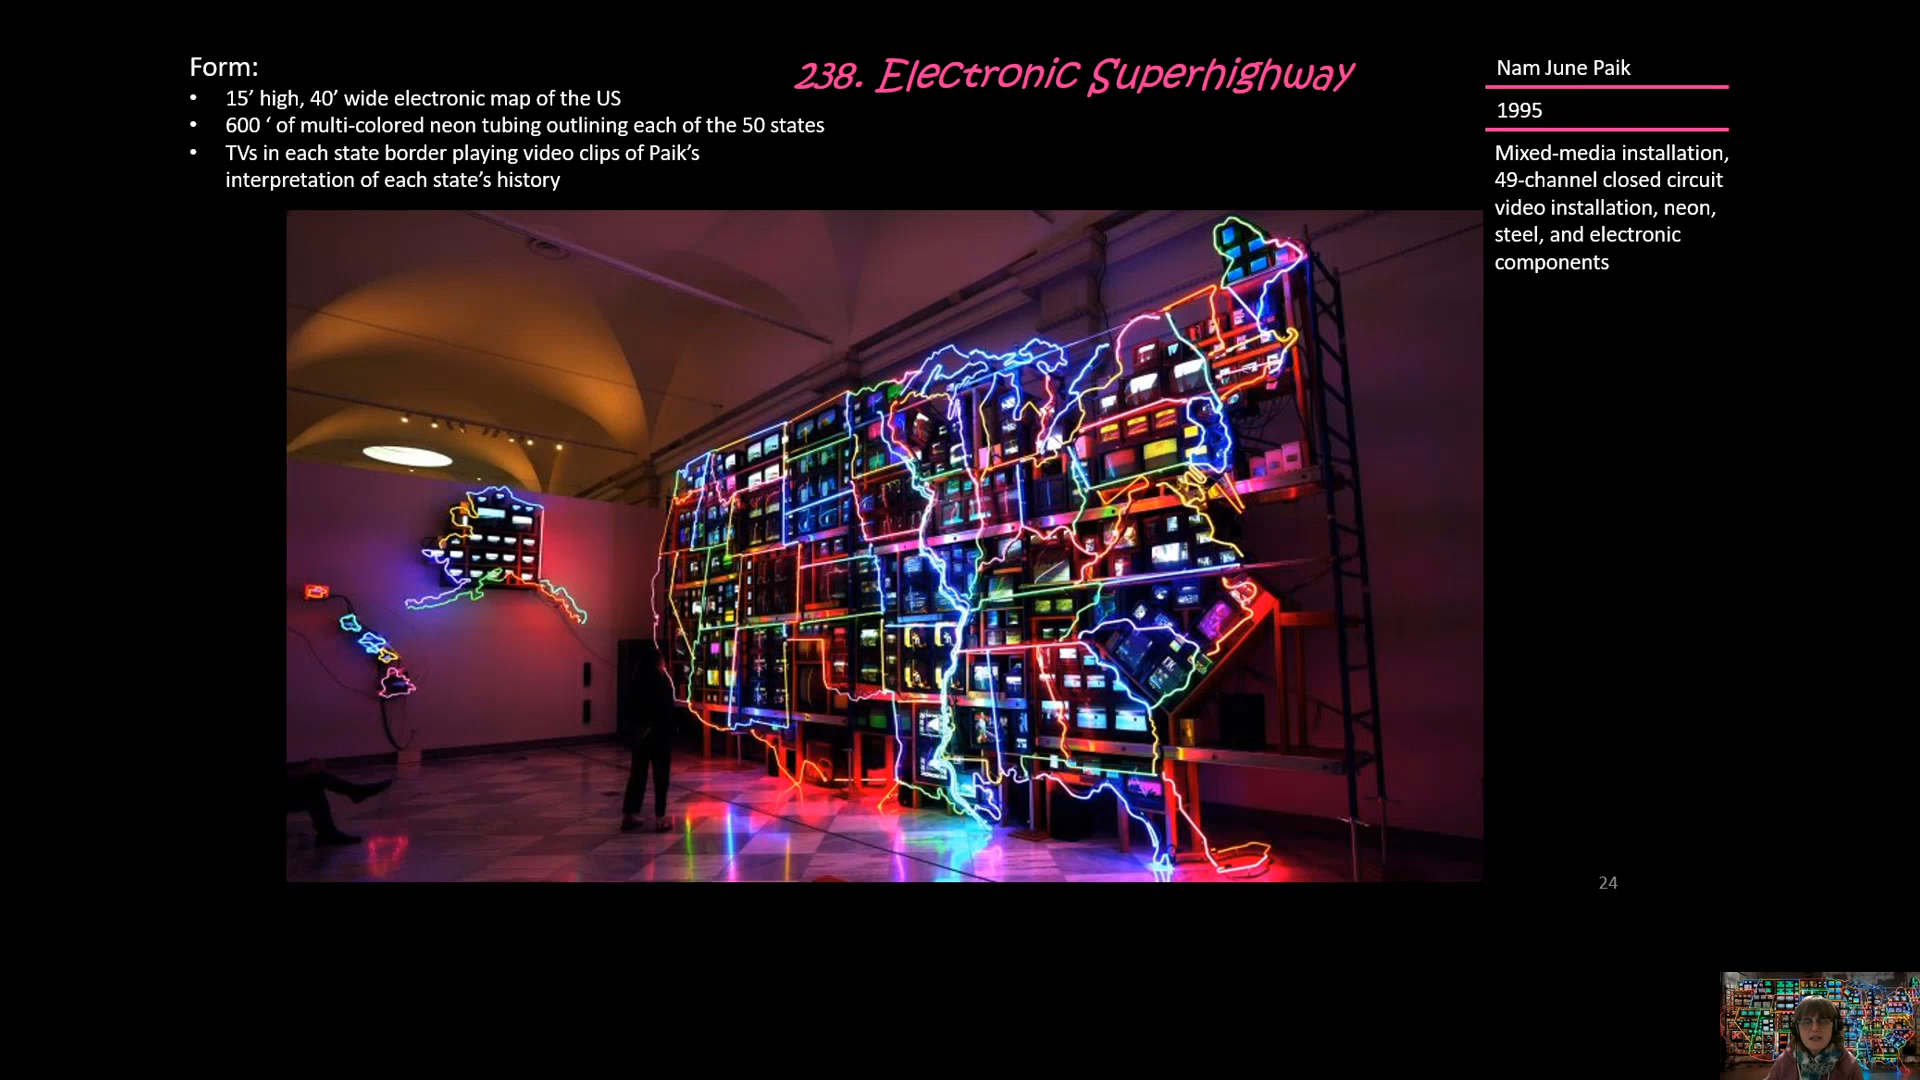 Form:
238. Electronic Superhighway
Nam June Paik
• 15’ high, 40’ wide electronic map of the US
• 600 ‘ of multi-colored neon tubing outlining each of the 50 states
• TVs in each state border playing video clips of Paik’s
interpretation of each state’s history
1995
Mixed-media installation,
49-channel closed circuit
video installation, neon,
steel, and electronic
components
24